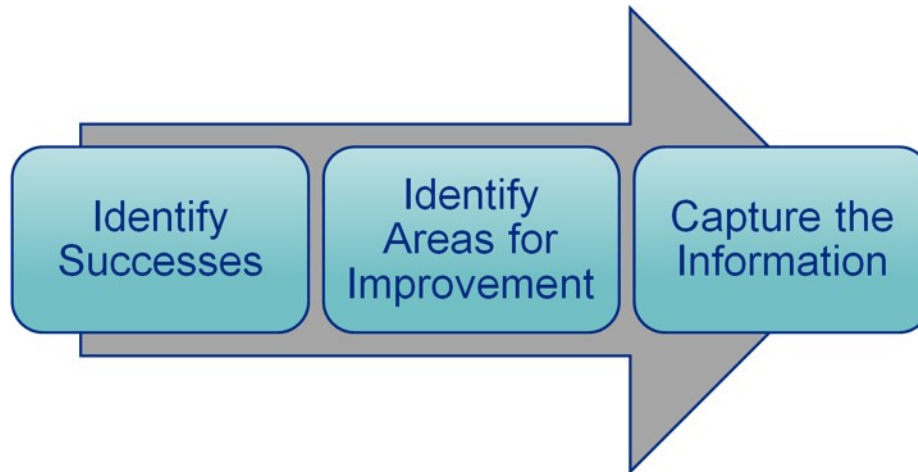 Identify
Successes
Identify
Areas for
Improvement
Capture the
Information